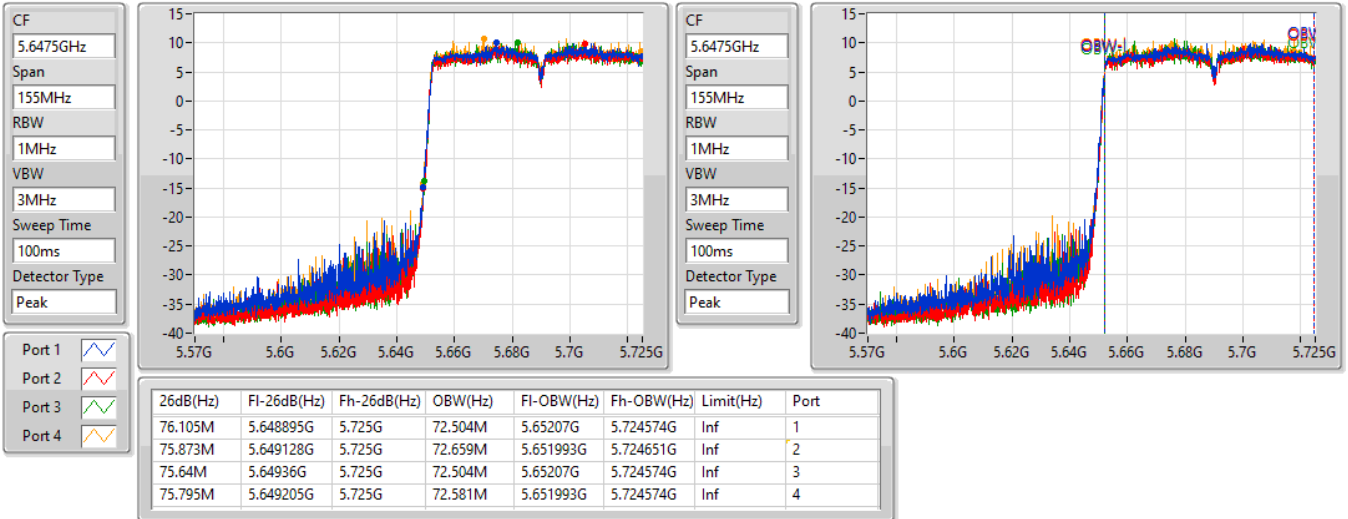 CF
5.6475GHz
Span
155MHz
RBW
1MHz
VBW
3MHz
Sweep Time
100ms
Detector Type
Peak
15
10
5
0
-5
-10
-15
-20
-25
-30
-35
-40
5.57G 5.6G 5.62G 5.64G 5.66G 5.68G 5.7G 5.725G
CF
5.6475GHz
Span
155MHz
RBW
1MHz
VBW
3MHz
Sweep Time
100ms
Detector Type
Peak
15
10
5
0
-5
-10
-15
-20
-25
-30
-35
-40
OBW-
OBW
5.57G 5.6G 5.62G 5.64G 5.66G 5.68G 5.7G 5.725G
Port 1
Port 2
Port 3
Port 4
26dB(Hz) Fl-26dB(Hz) Fh-26dB(Hz) OBW(Hz) Fl-OBW(Hz) Fh-OBW(Hz) Limit(Hz) Port
76.105M 5.648895G 5.725G 72.504M 5.65207G 5.724574G Inf 1
75.873M 5.649128G 5.725G 72.659M 5.651993G 5.724651G Inf 2
75.64M 5.64936G 5.725G 72.504M 5.65207G 5.724574G Inf 3
75.795M 5.649205G 5.725G 72.581M 5.651993G 5.724574G Inf 4